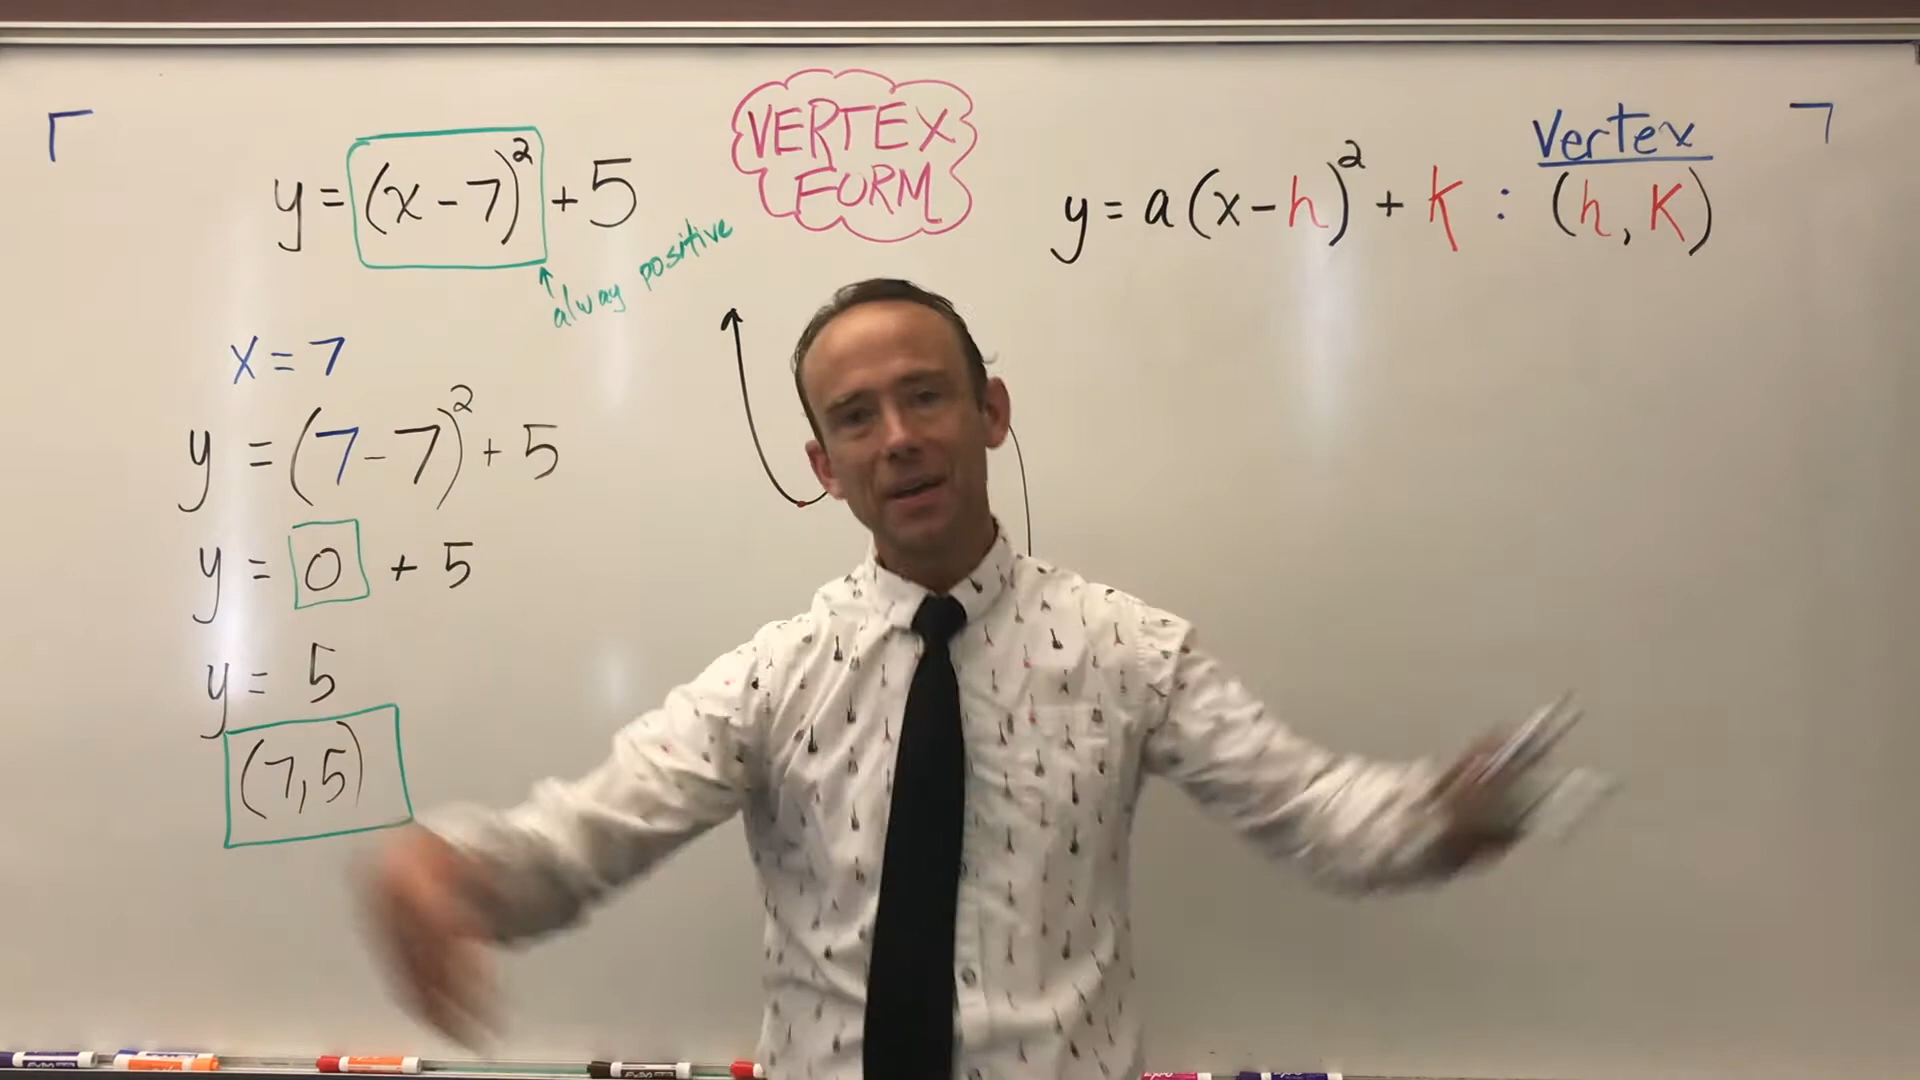 y = (x - 7)² + 5
alway positive
x = 7
y = (7 - 7)² + 5
y = 0 + 5
y = 5
(7, 5)
VERTEX
FORM
Vertex
y = a(x - h)² + k : (h, K)